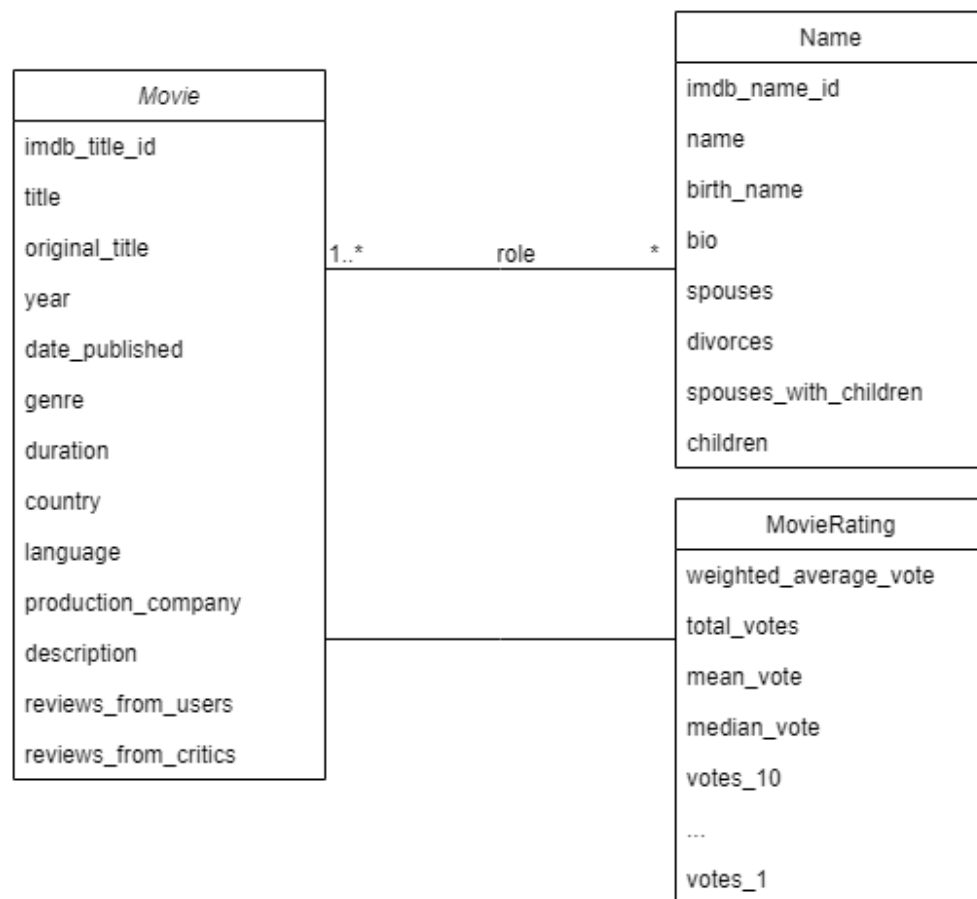 Movie
imdb_title_id
title
original_title
year
date_published
genre
duration
country
language
production_company
description
reviews_from_users
reviews_from_critics
1..* role *
Name
imdb_name_id
name
birth_name
bio
spouses
divorces
spouses_with_children
children
MovieRating
weighted_average_vote
total_votes
mean_vote
median_vote
votes_10
...
votes_1